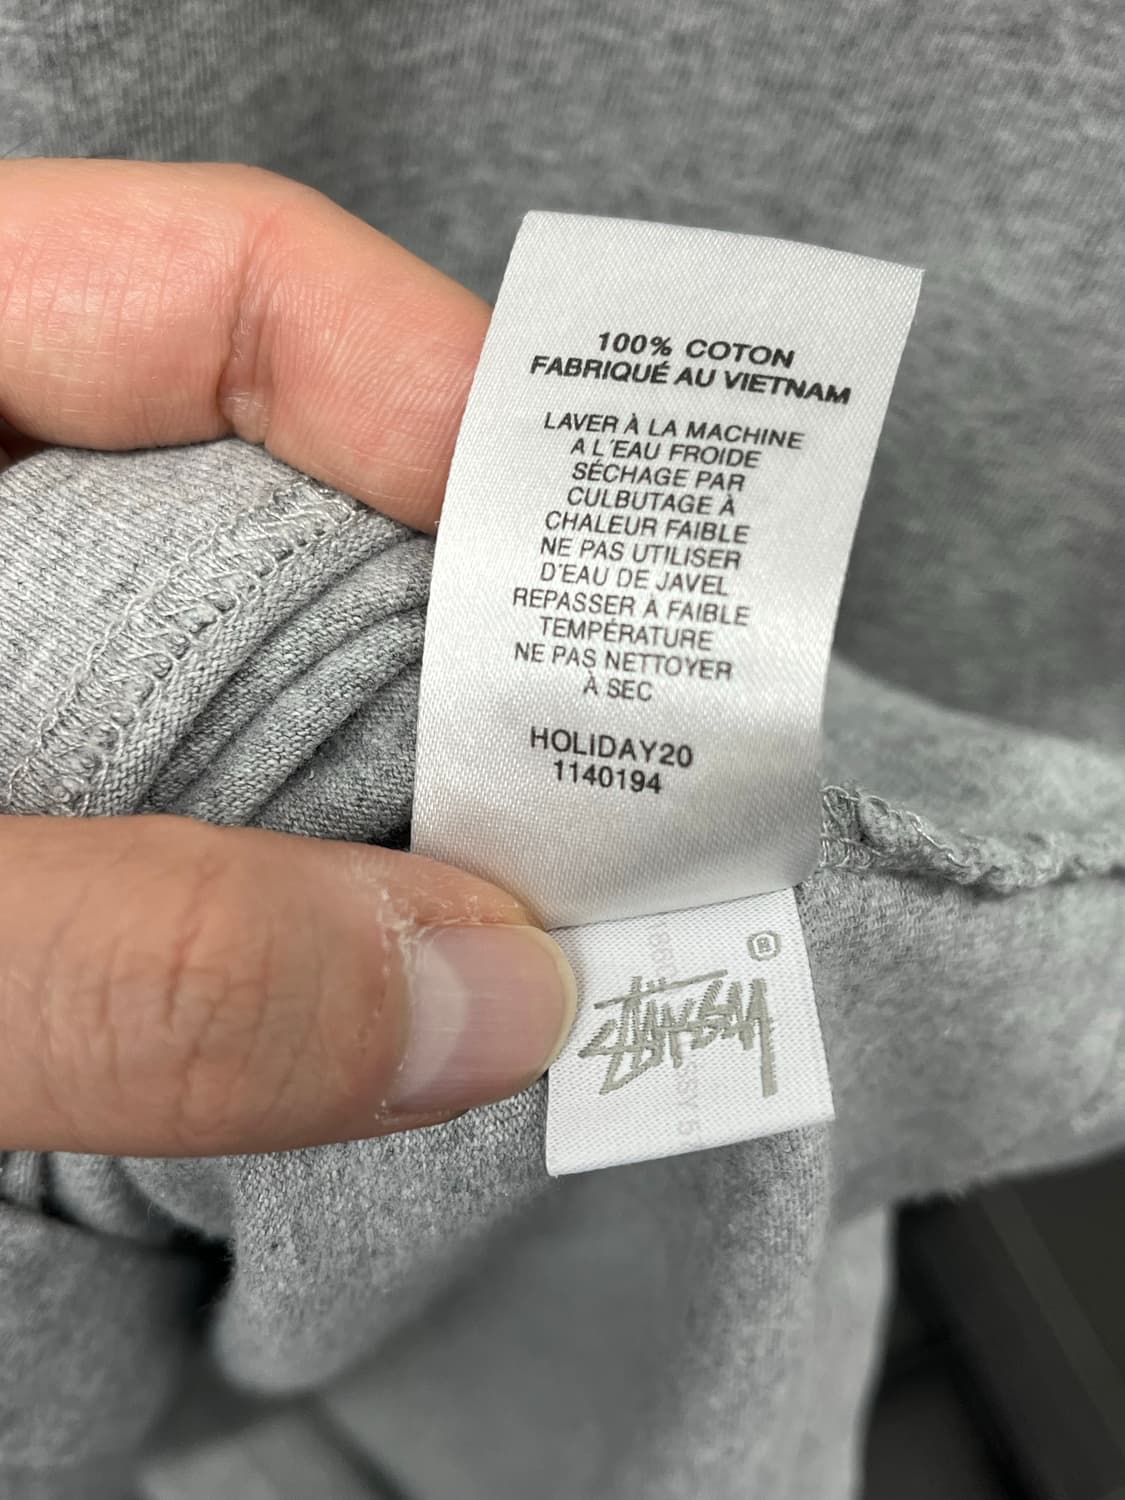 100% COTON
FABRIQUÉ AU VIETNAM
LAVER À LA MACHINE
A L'EAU FROIDE
SÉCHAGE PAR
CULBUTAGE À
CHALEUR FAIBLE
NE PAS UTILISER
D'EAU DE JAVEL
REPASSER À FAIBLE
TEMPÉRATURE
NE PAS NETTOYER
À SEC
HOLIDAY20
1140194
®
Stüssy